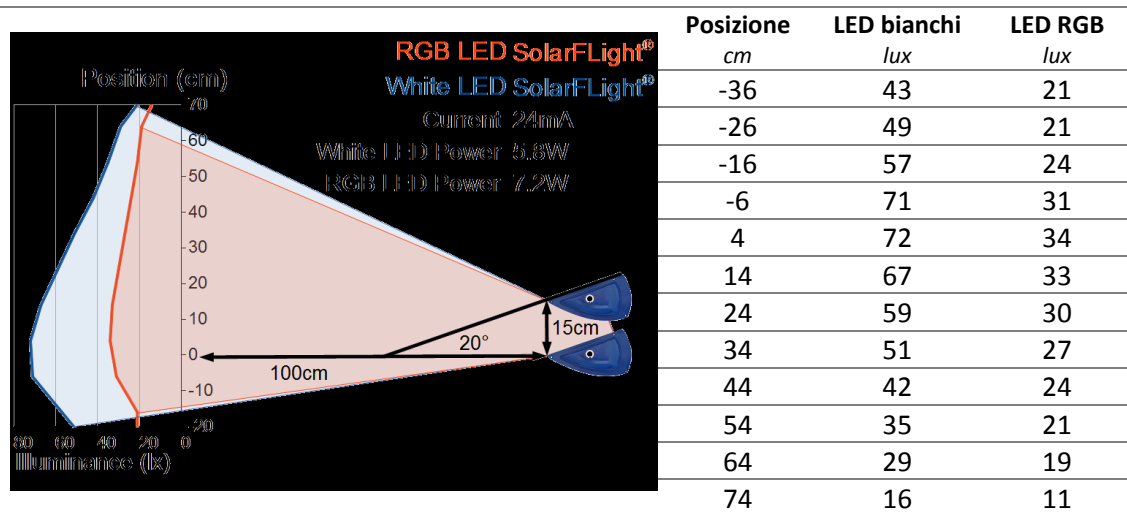 RGB LED SolarFLight®
White LED SolarFLight®
Current 24mA
White LED Power 5.8W
RGB LED Power 7.2W
Position (cm)
70
60
50
40
30
20
10
0
-10
-20
80 60 40 20 0
Illuminance (lx)
100cm
20°
15cm
Posizione LED bianchi LED RGB
cm lux lux
-36 43 21
-26 49 21
-16 57 24
-6 71 31
4 72 34
14 67 33
24 59 30
34 51 27
44 42 24
54 35 21
64 29 19
74 16 11